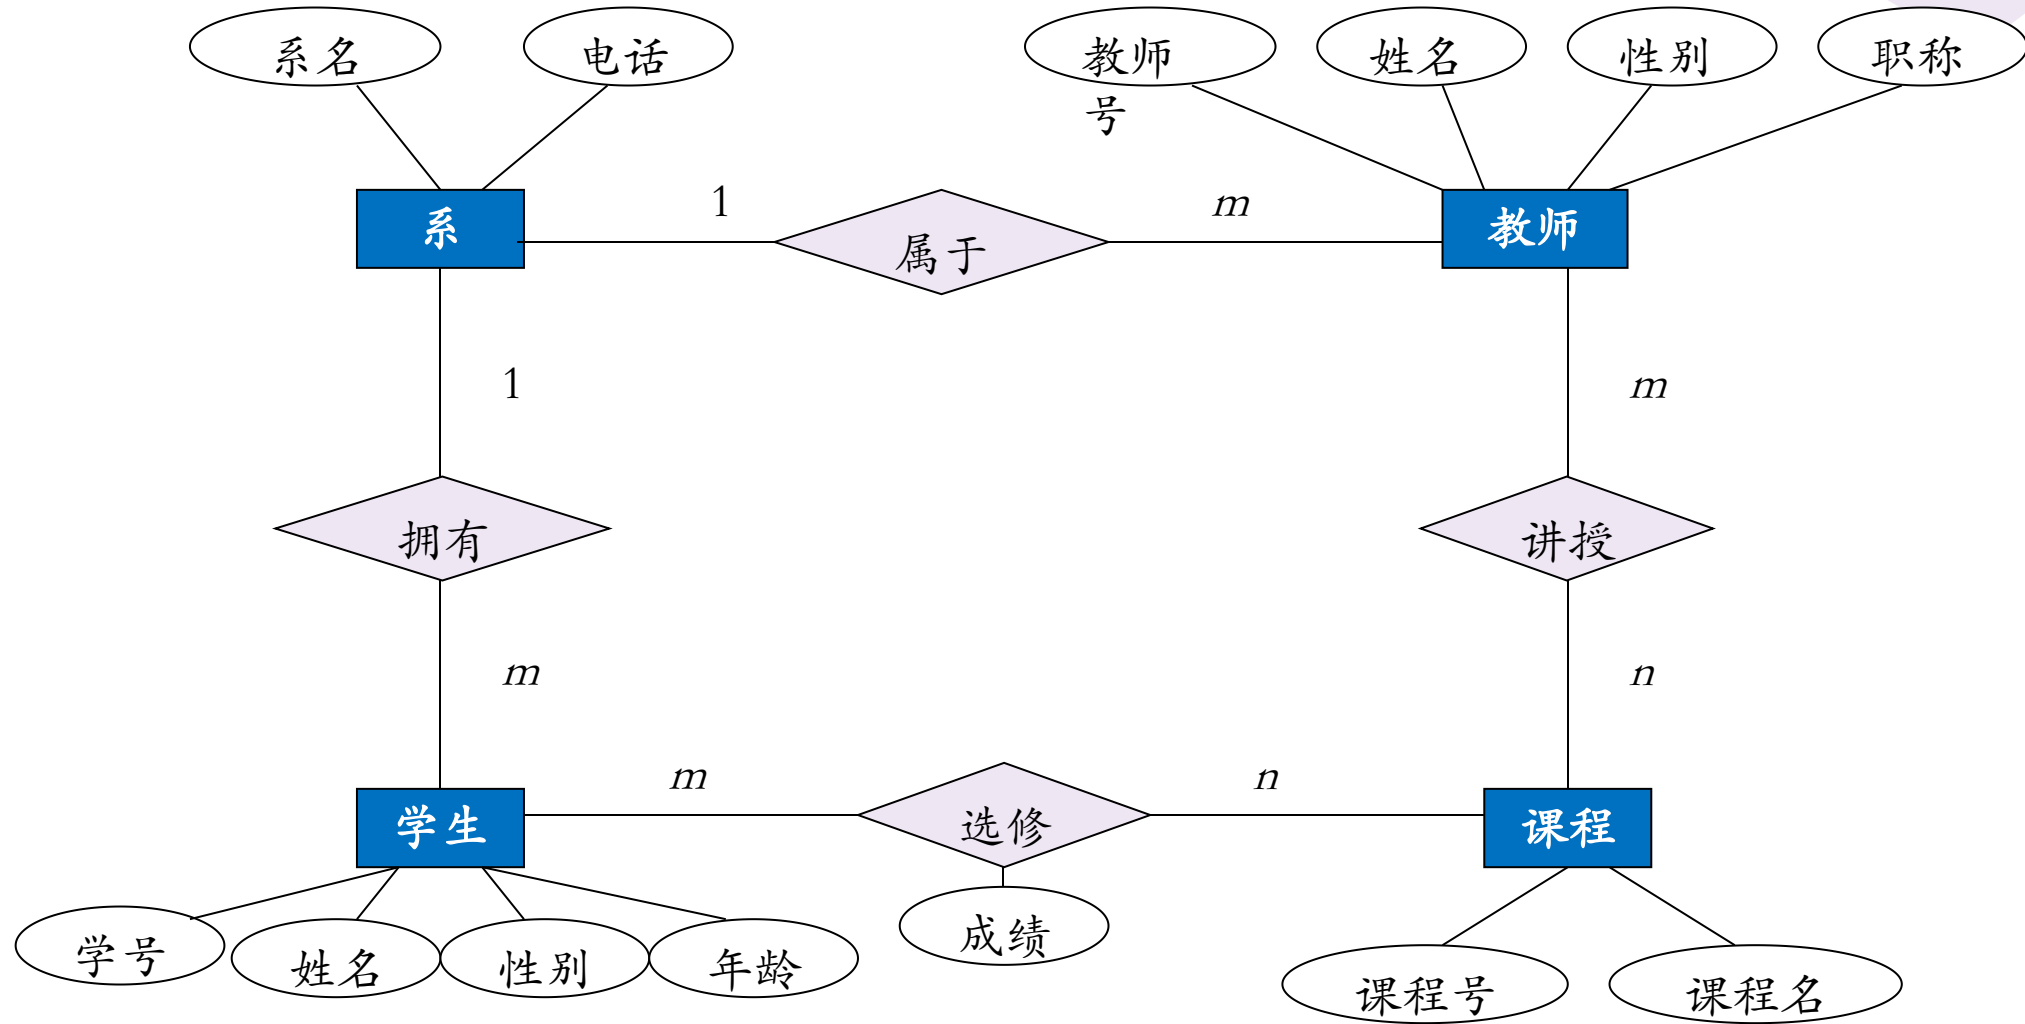 系名
电话
教师
号
姓名
性别
职称
系
1
属于
m
教师
1
m
拥有
讲授
m
n
学生
m
选修
n
课程
学号
姓名
性别
年龄
成绩
课程号
课程名